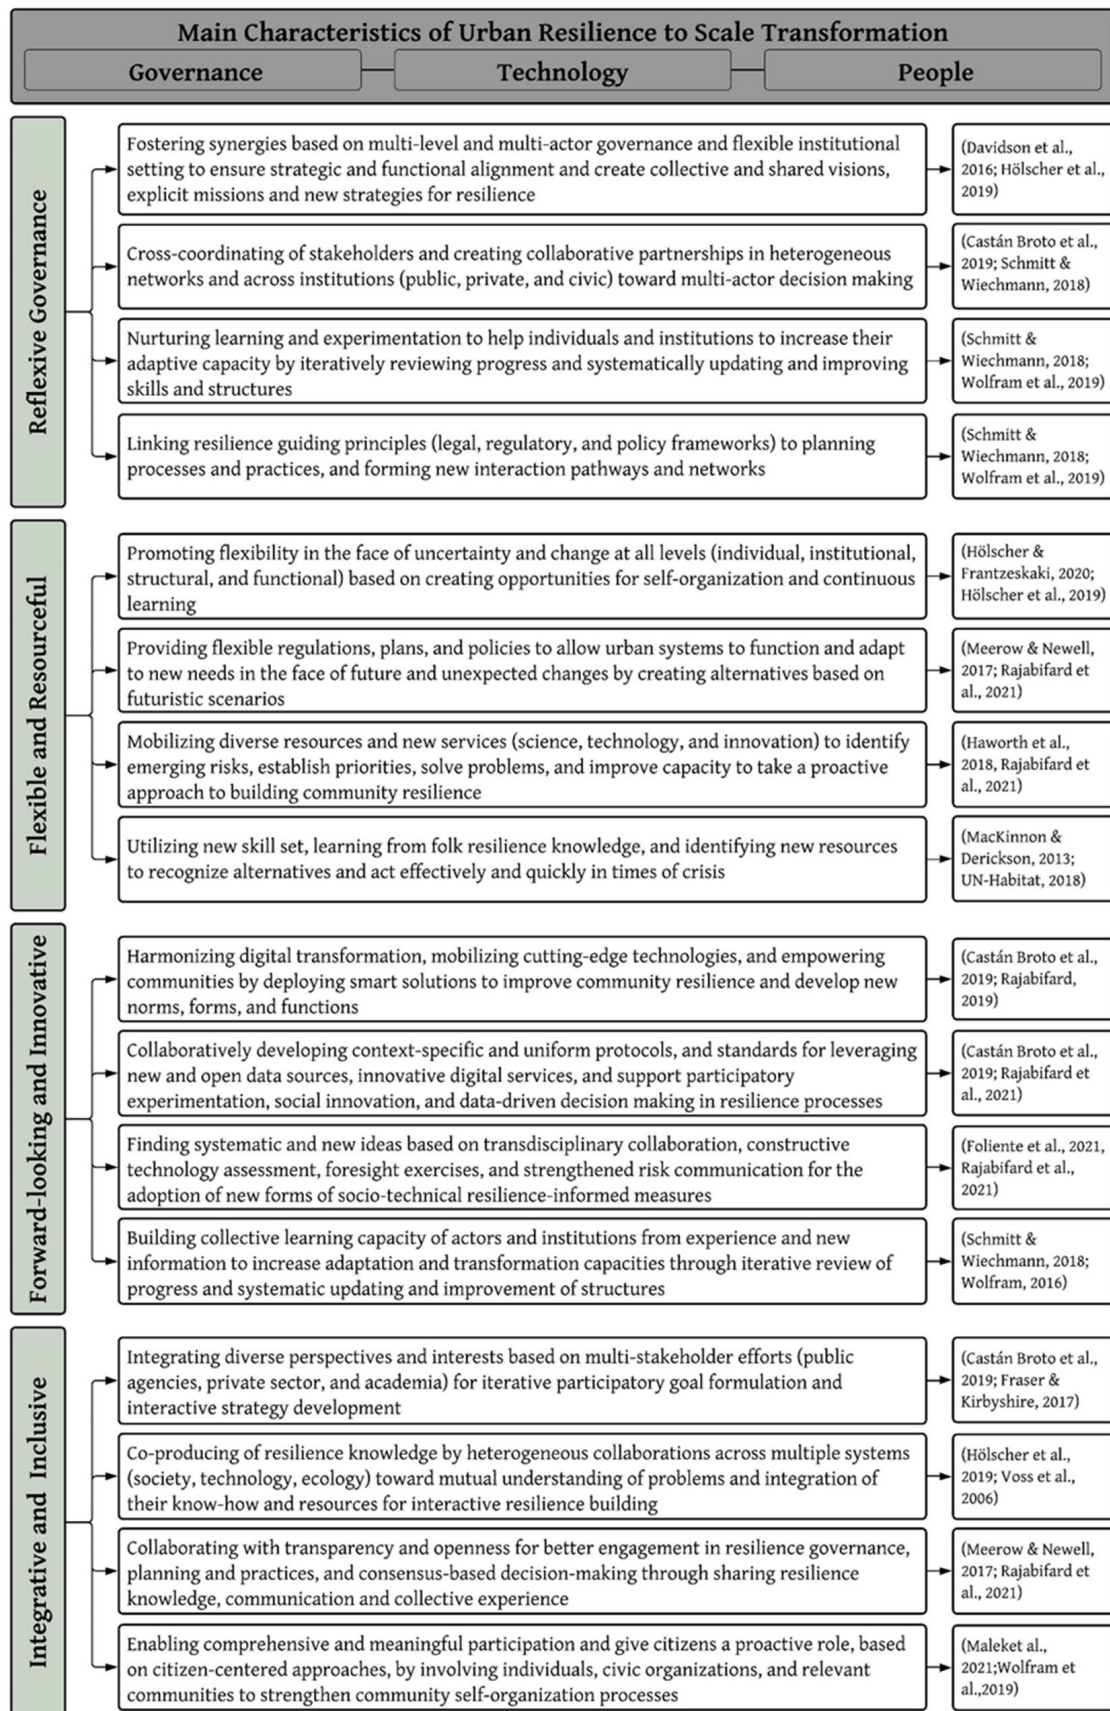 Main Characteristics of Urban Resilience to Scale Transformation
Governance
Technology
People
Reflexive Governance
Fostering synergies based on multi-level and multi-actor governance and flexible institutional
setting to ensure strategic and functional alignment and create collective and shared visions,
explicit missions and new strategies for resilience
(Davidson et al.,
2016; Hölscher et al.,
2019)
Cross-coordinating of stakeholders and creating collaborative partnerships in heterogeneous
networks and across institutions (public, private, and civic) toward multi-actor decision making
(Castán Broto et al.,
2019; Schmitt &
Wiechmann, 2018)
Nurturing learning and experimentation to help individuals and institutions to increase their
adaptive capacity by iteratively reviewing progress and systematically updating and improving
skills and structures
(Schmitt &
Wiechmann, 2018;
Wolfram et al., 2019)
Linking resilience guiding principles (legal, regulatory, and policy frameworks) to planning
processes and practices, and forming new interaction pathways and networks
(Schmitt &
Wiechmann, 2018;
Wolfram et al., 2019)
Flexible and Resourceful
Promoting flexibility in the face of uncertainty and change at all levels (individual, institutional,
structural, and functional) based on creating opportunities for self-organization and continuous
learning
(Hölscher &
Frantzeskaki, 2020;
Hölscher et al., 2019)
Providing flexible regulations, plans, and policies to allow urban systems to function and adapt
to new needs in the face of future and unexpected changes by creating alternatives based on
futuristic scenarios
(Meerow & Newell,
2017; Rajabifard et
al., 2021)
Mobilizing diverse resources and new services (science, technology, and innovation) to identify
emerging risks, establish priorities, solve problems, and improve capacity to take a proactive
approach to building community resilience
(Haworth et al.,
2018, Rajabifard et
al., 2021)
Utilizing new skill set, learning from folk resilience knowledge, and identifying new resources
to recognize alternatives and act effectively and quickly in times of crisis
(MacKinnon &
Derickson, 2013;
UN-Habitat, 2018)
Forward-looking and Innovative
Harmonizing digital transformation, mobilizing cutting-edge technologies, and empowering
communities by deploying smart solutions to improve community resilience and develop new
norms, forms, and functions
(Castán Broto et al.,
2019; Rajabifard,
2019)
Collaboratively developing context-specific and uniform protocols, and standards for leveraging
new and open data sources, innovative digital services, and support participatory
experimentation, social innovation, and data-driven decision making in resilience processes
(Castán Broto et al.,
2019; Rajabifard et
al., 2021)
Finding systematic and new ideas based on transdisciplinary collaboration, constructive
technology assessment, foresight exercises, and strengthened risk communication for the
adoption of new forms of socio-technical resilience-informed measures
(Foliente et al., 2021,
Rajabifard et al.,
2021)
Building collective learning capacity of actors and institutions from experience and new
information to increase adaptation and transformation capacities through iterative review of
progress and systematic updating and improvement of structures
(Schmitt &
Wiechmann, 2018;
Wolfram, 2016)
Integrative and Inclusive
Integrating diverse perspectives and interests based on multi-stakeholder efforts (public
agencies, private sector, and academia) for iterative participatory goal formulation and
interactive strategy development
(Castán Broto et al.,
2019; Fraser &
Kirbyshire, 2017)
Co-producing of resilience knowledge by heterogeneous collaborations across multiple systems
(society, technology, ecology) toward mutual understanding of problems and integration of
their know-how and resources for interactive resilience building
(Hölscher et al.,
2019; Voss et al.,
2006)
Collaborating with transparency and openness for better engagement in resilience governance,
planning and practices, and consensus-based decision-making through sharing resilience
knowledge, communication and collective experience
(Meerow & Newell,
2017; Rajabifard et
al., 2021)
Enabling comprehensive and meaningful participation and give citizens a proactive role, based
on citizen-centered approaches, by involving individuals, civic organizations, and relevant
communities to strengthen community self-organization processes
(Maleket al.,
2021;Wolfram et
al.,2019)